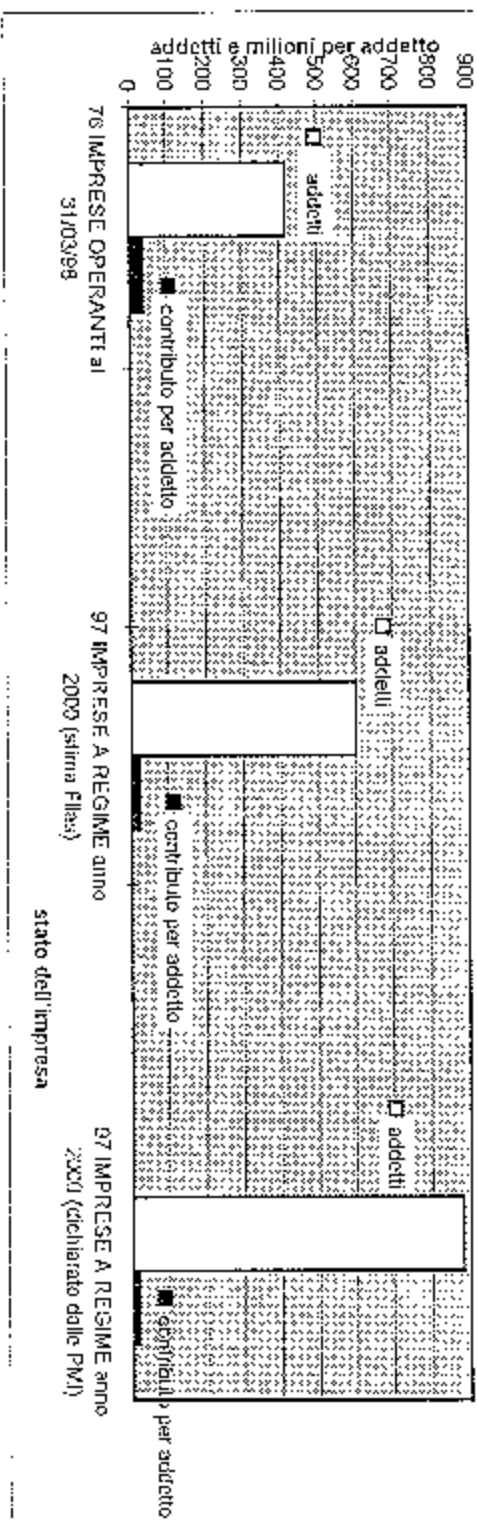 addetti e milioni per addetto
900
800
700
600
500
400
300
200
100
0
addetti
contributo per addetto
addetti
contributo per addetto
addetti
contributo per addetto
76 IMPRESE OPERANTI al
31/03/98
97 IMPRESE A REGIME anno
2000 (stima Filas)
97 IMPRESE A REGIME anno
2000 (dichiarato dalle PMI)
stato dell'impresa